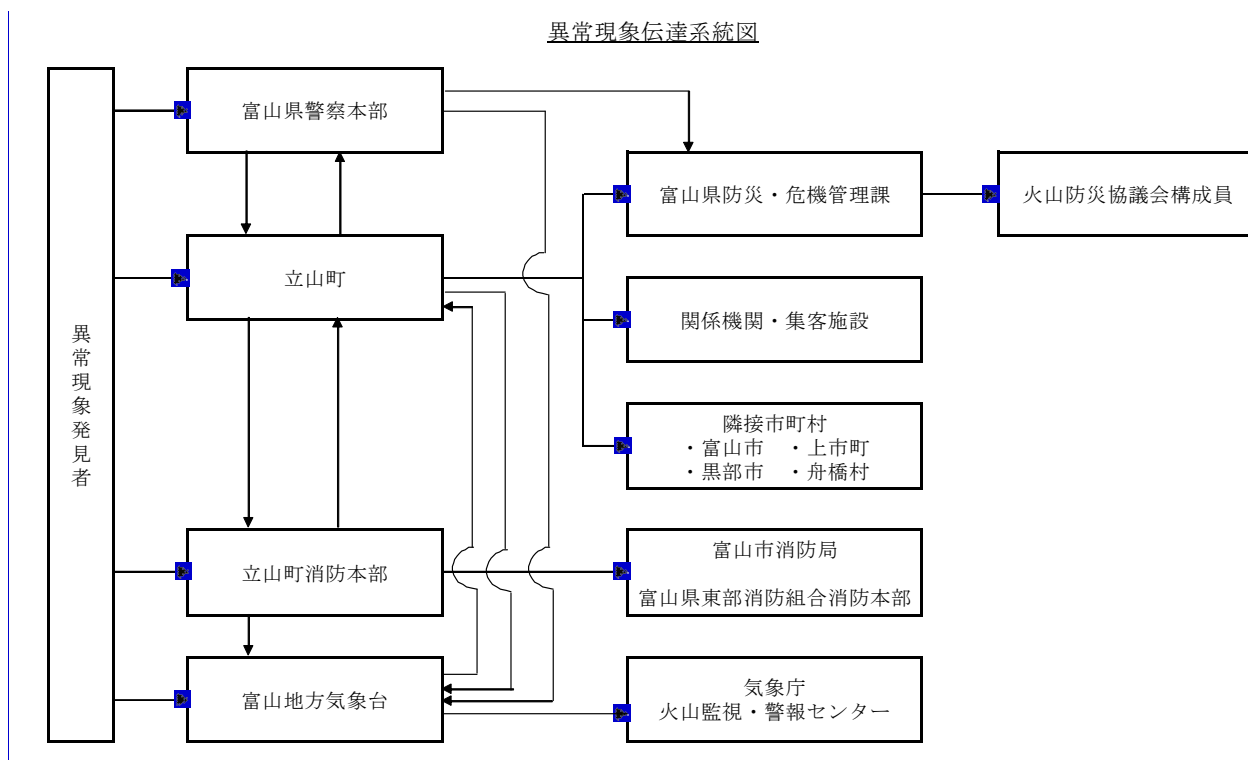 異常現象伝達系統図
異常現象発見者
富山県警察本部
富山県防災・危機管理課
火山防災協議会構成員
立山町
関係機関・集客施設
隣接市町村
・富山市　・上市町
・黒部市　・舟橋村
立山町消防本部
富山市消防局
富山県東部消防組合消防本部
富山地方気象台
気象庁
火山監視・警報センター